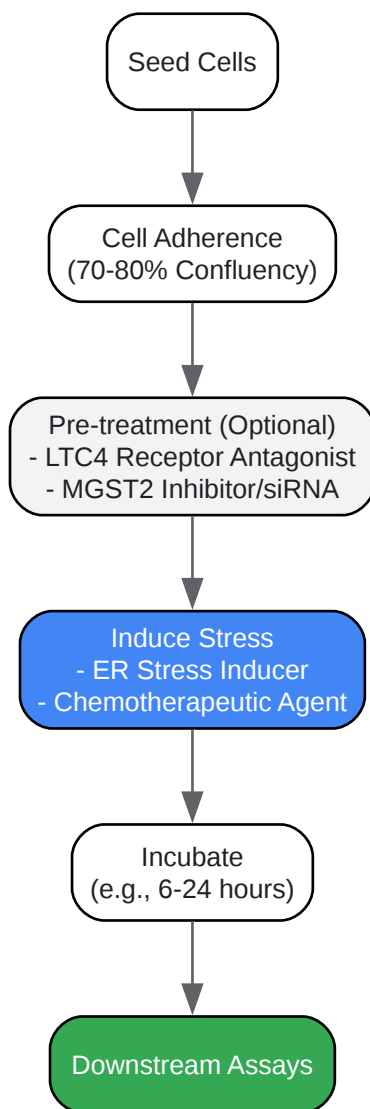 Seed Cells
Cell Adherence
(70-80% Confluency)
Pre-treatment (Optional)
- LTC4 Receptor Antagonist
- MGST2 Inhibitor/siRNA
Induce Stress
- ER Stress Inducer
- Chemotherapeutic Agent
Incubate
(e.g., 6-24 hours)
Downstream Assays